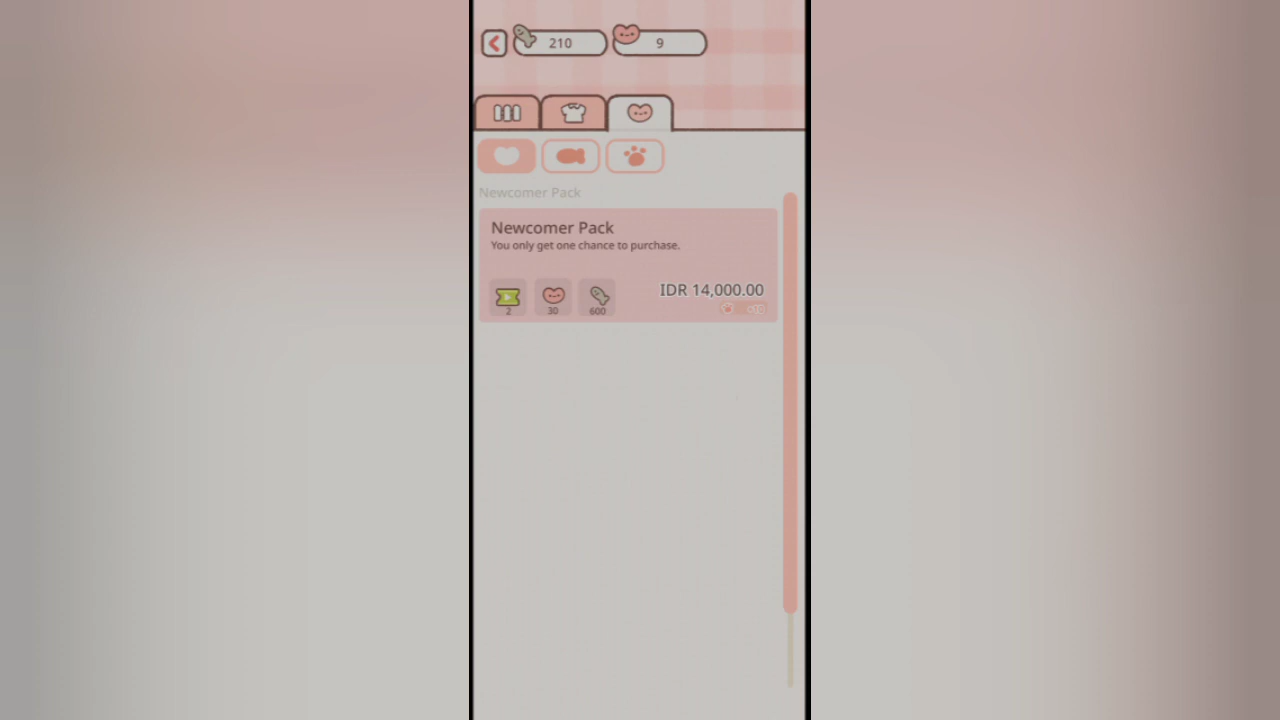 210
9
Newcomer Pack
Newcomer Pack
You only get one chance to purchase.
IDR 14,000.00
2
30
600